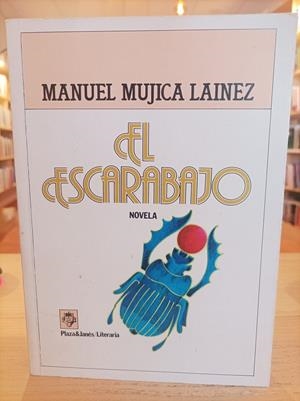 MANUEL MUJICA LAINEZ
EL
ESCARABAJO
NOVELA
Plaza&Janés/Literaria